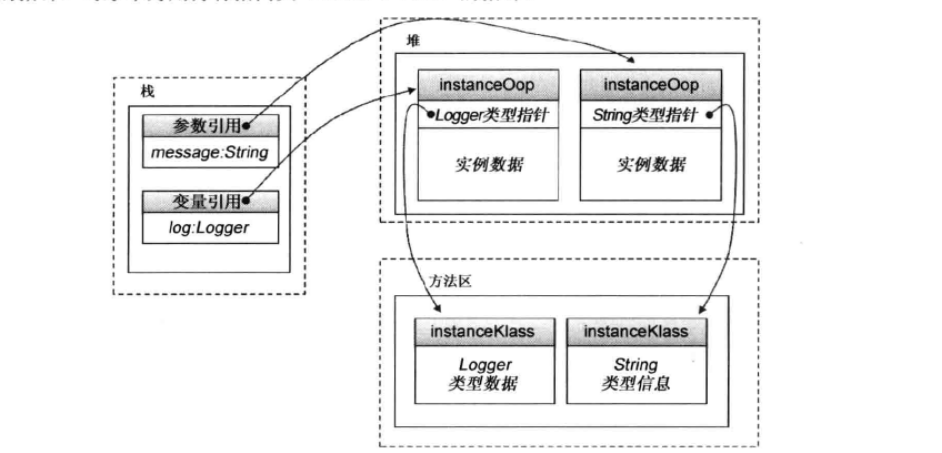 栈
参数引用
message:String
变量引用
log:Logger
堆
instanceOop
Logger类型指针
实例数据
instanceOop
String类型指针
实例数据
方法区
instanceKlass
Logger
类型数据
instanceKlass
String
类型信息